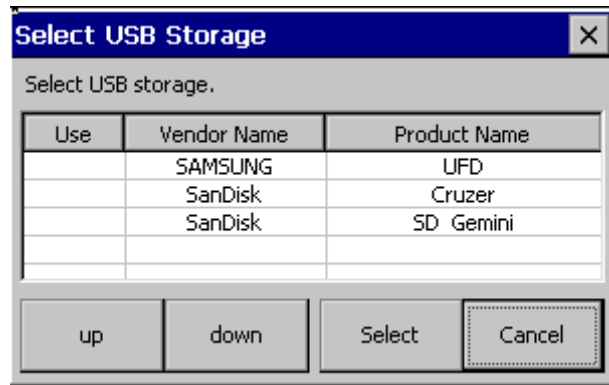 Select USB Storage
Select USB storage.
Use Vendor Name Product Name
SAMSUNG UFD
SanDisk Cruzer
SanDisk SD Gemini
up down Select Cancel